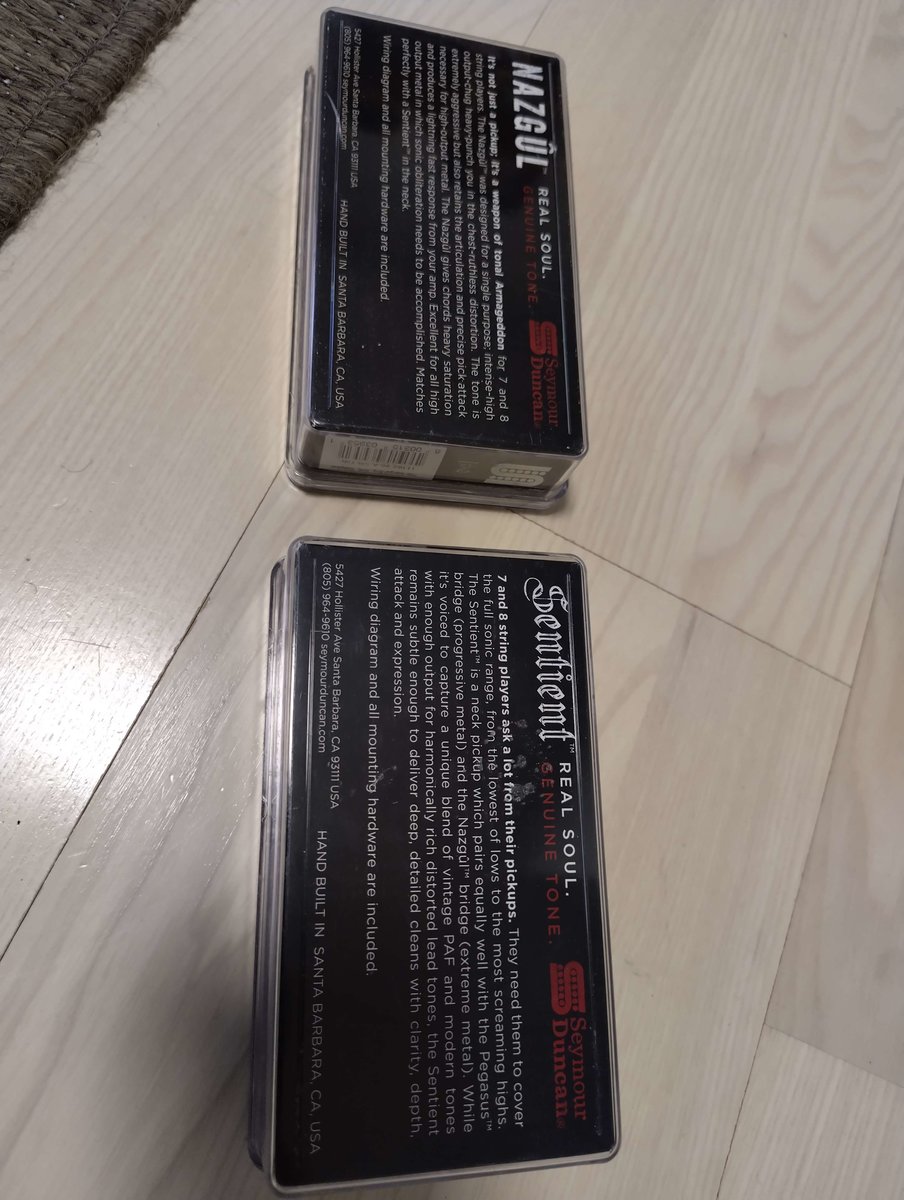 NAZGÛL™ REAL SOUL.
GENUINE TONE.
Seymour
Duncan®
It's not just a pickup; it's a weapon of tonal Armageddon for 7 and 8
string players. The Nazgûl™ was designed for a single purpose; intense-high
output-chug heavy-punch you in the chest-ruthless distortion. The tone is
extremely aggressive but also retains the articulation and precise pick attack
necessary for high-output metal. The Nazgûl gives chords heavy saturation
and produces a lightning fast response from your amp. Excellent for all high
output metal in which sonic obliteration needs to be accomplished. Matches
perfectly with a Sentient™ in the neck.
Wiring diagram and all mounting hardware are included.
5427 Hollister Ave Santa Barbara, CA 93111 USA
(805) 964-9610 seymourduncan.com
HAND BUILT IN SANTA BARBARA, CA, USA
Sentient™ REAL SOUL.
GENUINE TONE.
Seymour
Duncan®
7 and 8 string players ask a lot from their pickups. They need them to cover
the full sonic range, from the lowest of lows to the most screaming highs.
The Sentient™ is a neck pickup which pairs equally well with the Pegasus™
bridge (progressive metal) and the Nazgûl™ bridge (extreme metal). While
it's voiced to capture a unique blend of vintage PAF and modern tones
with enough output for harmonically rich distorted lead tones, the Sentient
remains subtle enough to deliver deep, detailed cleans with clarity, depth,
attack and expression.
Wiring diagram and all mounting hardware are included.
5427 Hollister Ave Santa Barbara, CA 93111 USA
(805) 964-9610 seymourduncan.com
HAND BUILT IN SANTA BARBARA, CA, USA